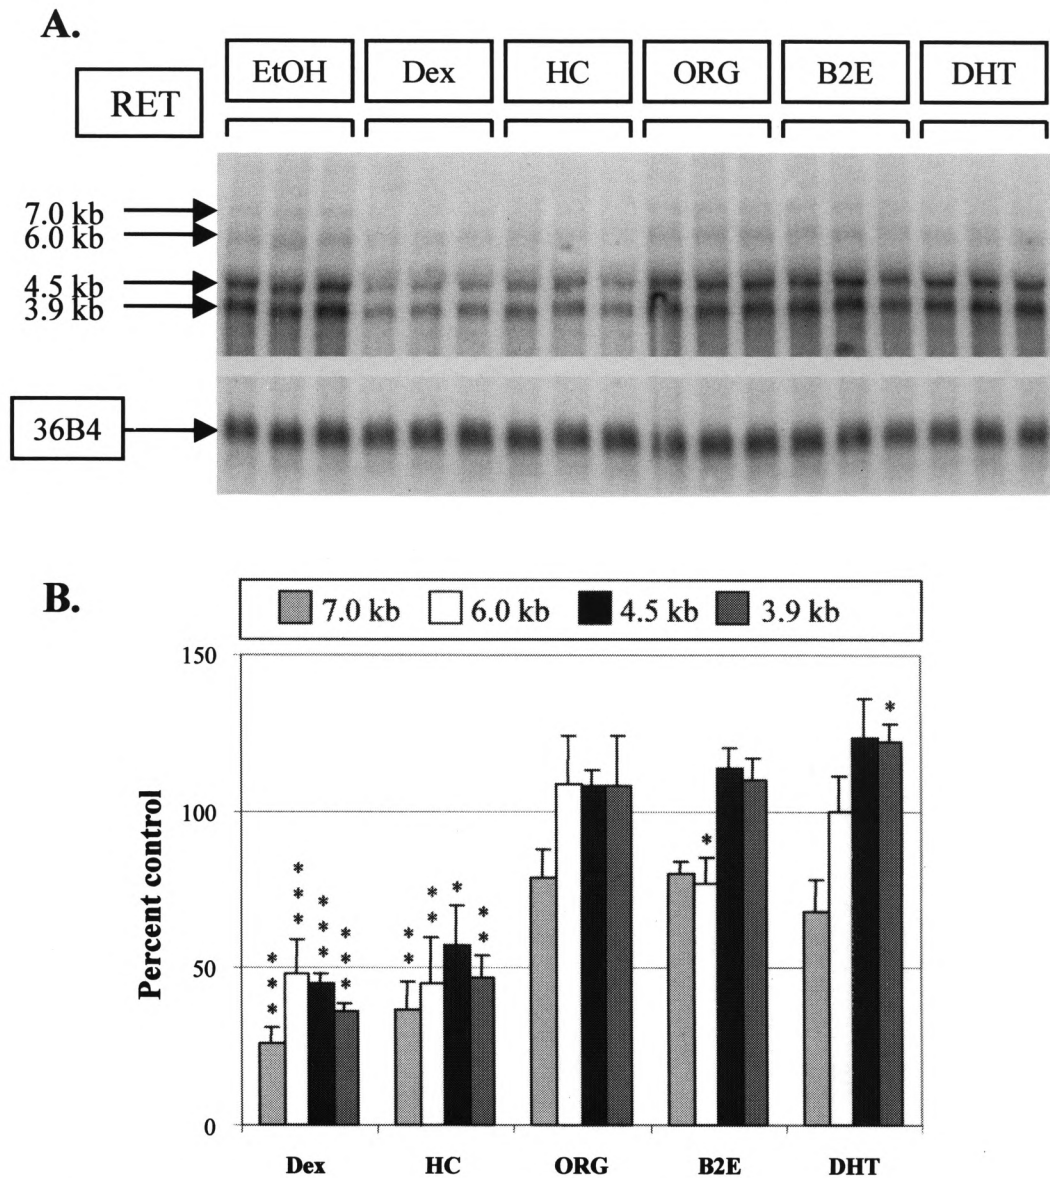 A.
EtOH Dex HC ORG B2E DHT
RET
7.0 kb
6.0 kb
4.5 kb
3.9 kb
36B4
B.
7.0 kb 6.0 kb 4.5 kb 3.9 kb
150
100
50
0
Percent control
* * * * * * * * * * * *
* * * * * * *
*
*
Dex HC ORG B2E DHT